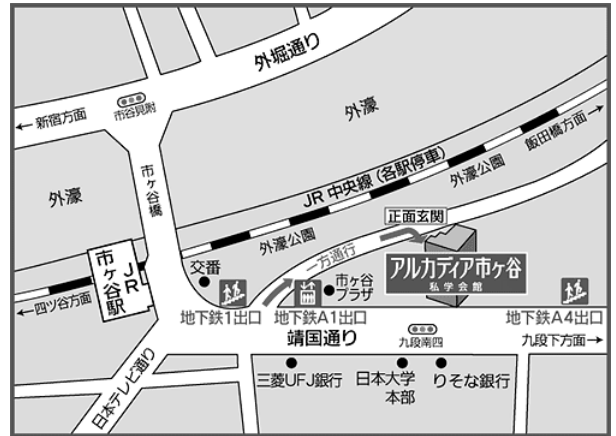 外堀通り
←新宿方面
市谷見附
外濠
飯田橋方面→
市ヶ谷橋
JR 中央線 (各駅停車)
外濠公園
外濠
正面玄関
外濠公園
一方通行
JR
市ヶ谷駅
交番
市ヶ谷
プラザ
アルカディア市ヶ谷
私学会館
←四ツ谷方面
地下鉄1出口
地下鉄A1出口
地下鉄A4出口
靖国通り
九段南四
九段下方面→
日本テレビ通り
三菱UFJ銀行
日本大学
本部
りそな銀行